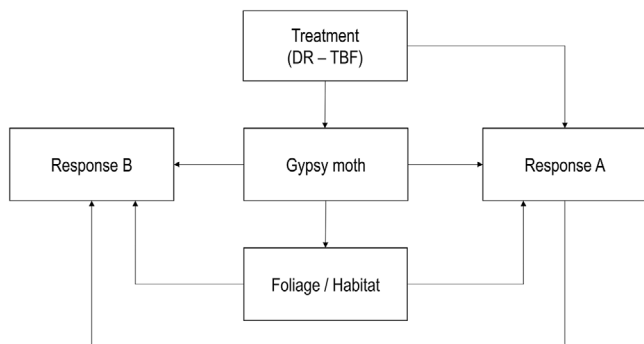 Treatment
(DR – TBF)
Response B
Gypsy moth
Response A
Foliage / Habitat